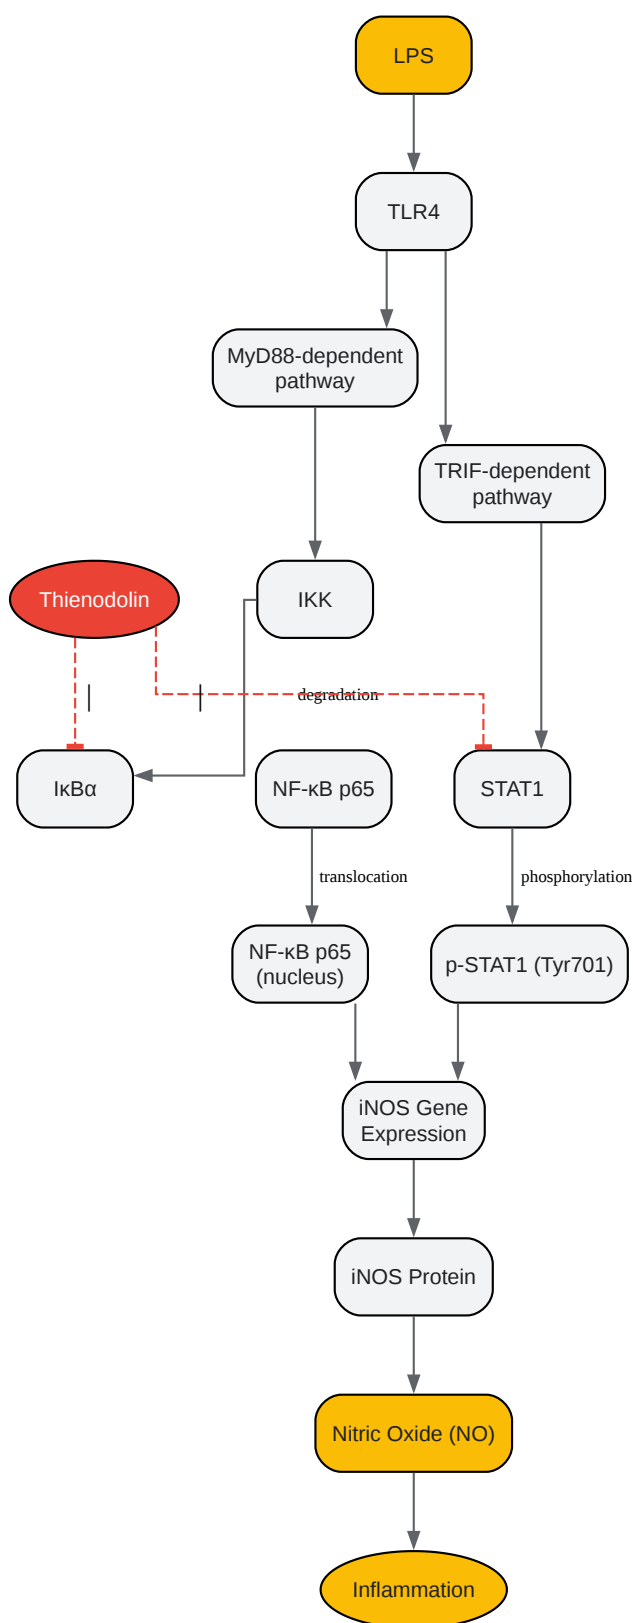 LPS
TLR4
MyD88-dependent
pathway
TRIF-dependent
pathway
Thienodolin
IKK
|
|
degradation
IκBα
NF-κB p65
STAT1
translocation
phosphorylation
NF-κB p65
(nucleus)
p-STAT1 (Tyr701)
iNOS Gene
Expression
iNOS Protein
Nitric Oxide (NO)
Inflammation